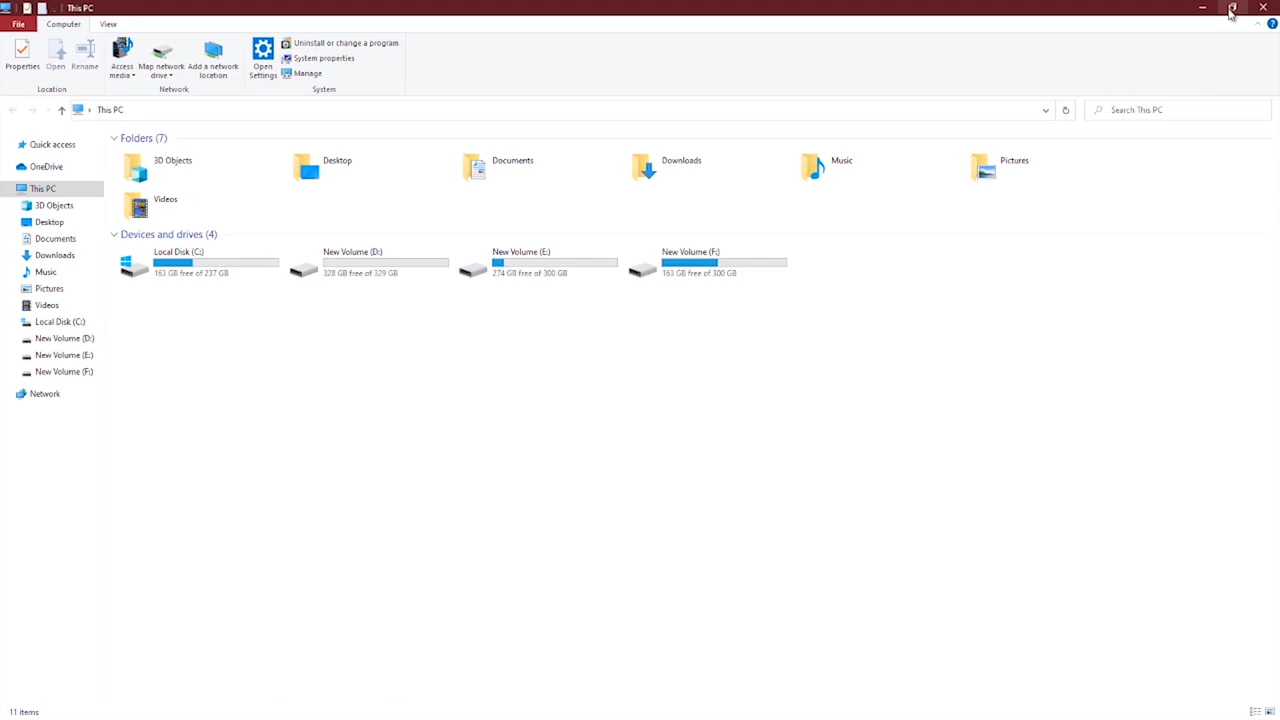 This PC
File Computer View
Properties Open Rename Access media Map network drive Add a network location Open Settings Uninstall or change a program
System properties
Manage
Location Network System
This PC Search This PC
Quick access
OneDrive
This PC
3D Objects
Desktop
Documents
Downloads
Music
Pictures
Videos
Local Disk (C:)
New Volume (D:)
New Volume (E:)
New Volume (F:)
Network
Folders (7)
3D Objects Desktop Documents Downloads Music Pictures
Videos
Devices and drives (4)
Local Disk (C:) New Volume (D:) New Volume (E:) New Volume (F:)
163 GB free of 237 GB 328 GB free of 329 GB 274 GB free of 300 GB 163 GB free of 300 GB
11 items